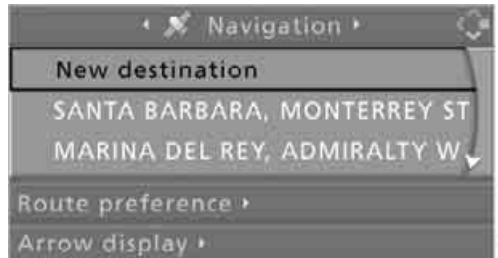 Navigation
New destination
SANTA BARBARA, MONTERREY ST
MARINA DEL REY, ADMIRALTY W
Route preference
Arrow display